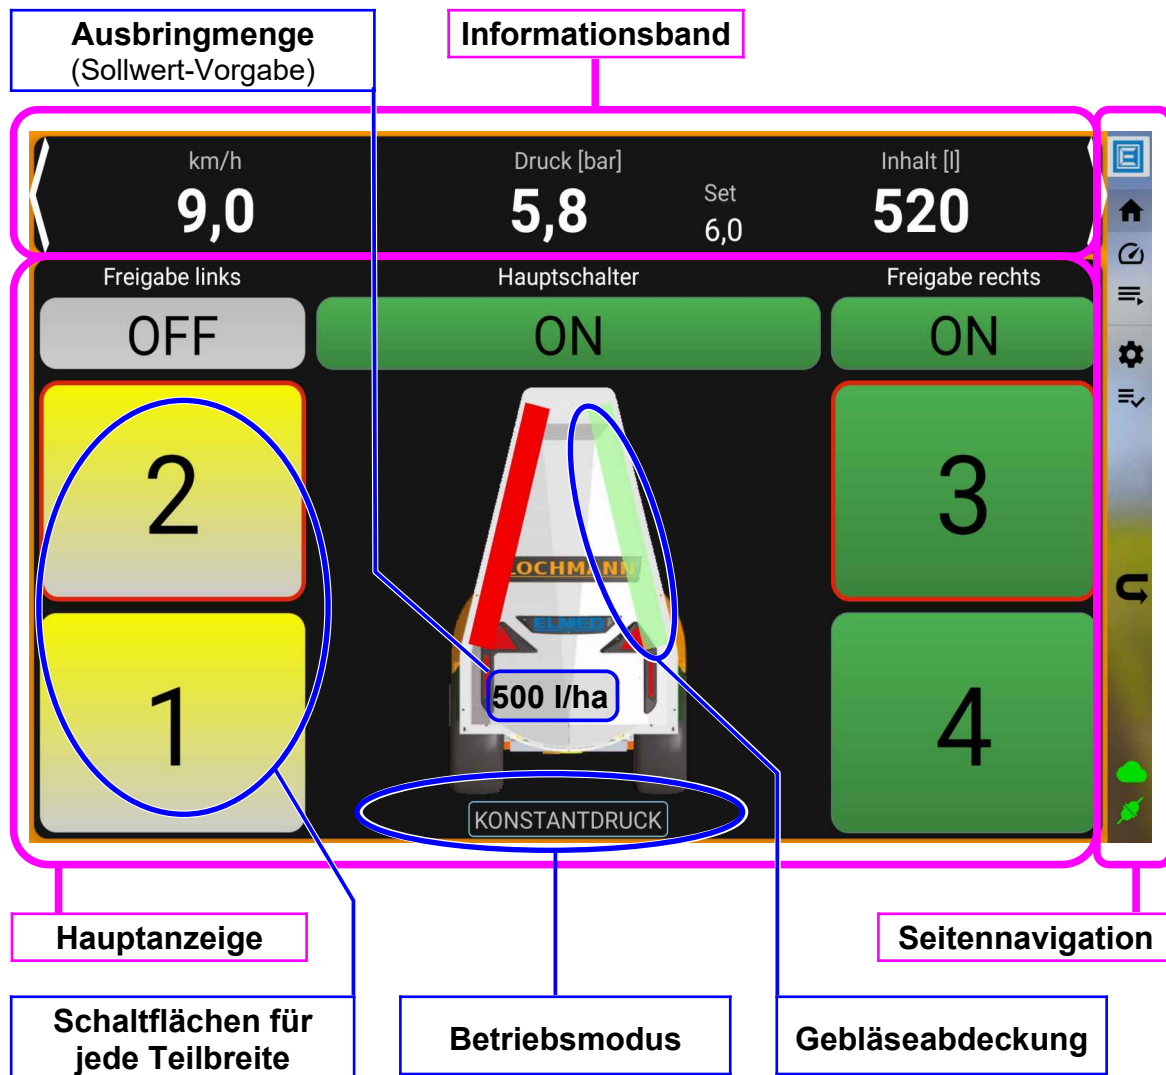 Ausbringmenge
(Sollwert-Vorgabe)
Informationsband
km/h
9,0
Druck [bar]
5,8
Set
6,0
Inhalt [l]
520
Freigabe links
Hauptschalter
Freigabe rechts
OFF
ON
ON
2
3
LOCHMANN
ELMED
500 l/ha
1
4
KONSTANTDRUCK
Hauptanzeige
Seitennavigation
Schaltflächen für
jede Teilbreite
Betriebsmodus
Gebläseabdeckung